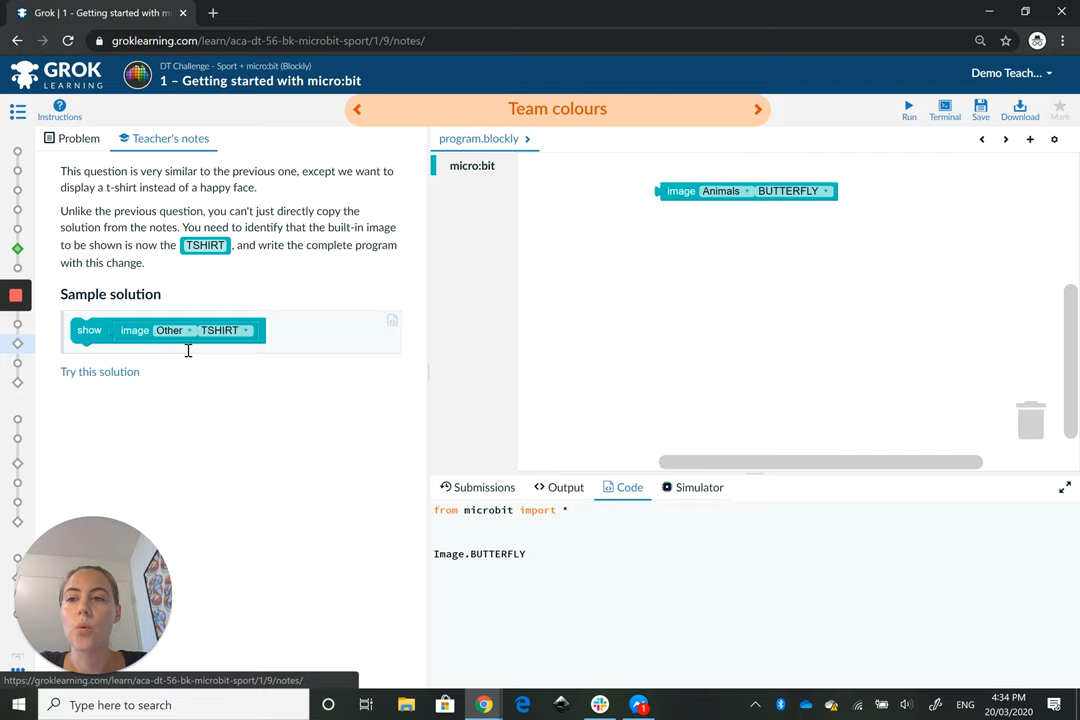 Grok | 1 - Getting started with m
groklearning.com/learn/aca-dt-56-bk-microbit-sport/1/9/notes/
GROK
LEARNING
DT Challenge - Sport + micro:bit (Blockly)
1 – Getting started with micro:bit
Demo Teach...
Instructions
Team colours
Run
Terminal
Save
Download
Mark
Problem
Teacher's notes
program.blockly
This question is very similar to the previous one, except we want to
display a t-shirt instead of a happy face.
Unlike the previous question, you can't just directly copy the
solution from the notes. You need to identify that the built-in image
to be shown is now the TSHIRT, and write the complete program
with this change.
Sample solution
show image Other TSHIRT
Try this solution
micro:bit
image Animals BUTTERFLY
Submissions
Output
Code
Simulator
from microbit import *
Image.BUTTERFLY
https://groklearning.com/learn/aca-dt-56-bk-microbit-sport/1/9/notes/
Type here to search
1
ENG
4:34 PM
20/03/2020